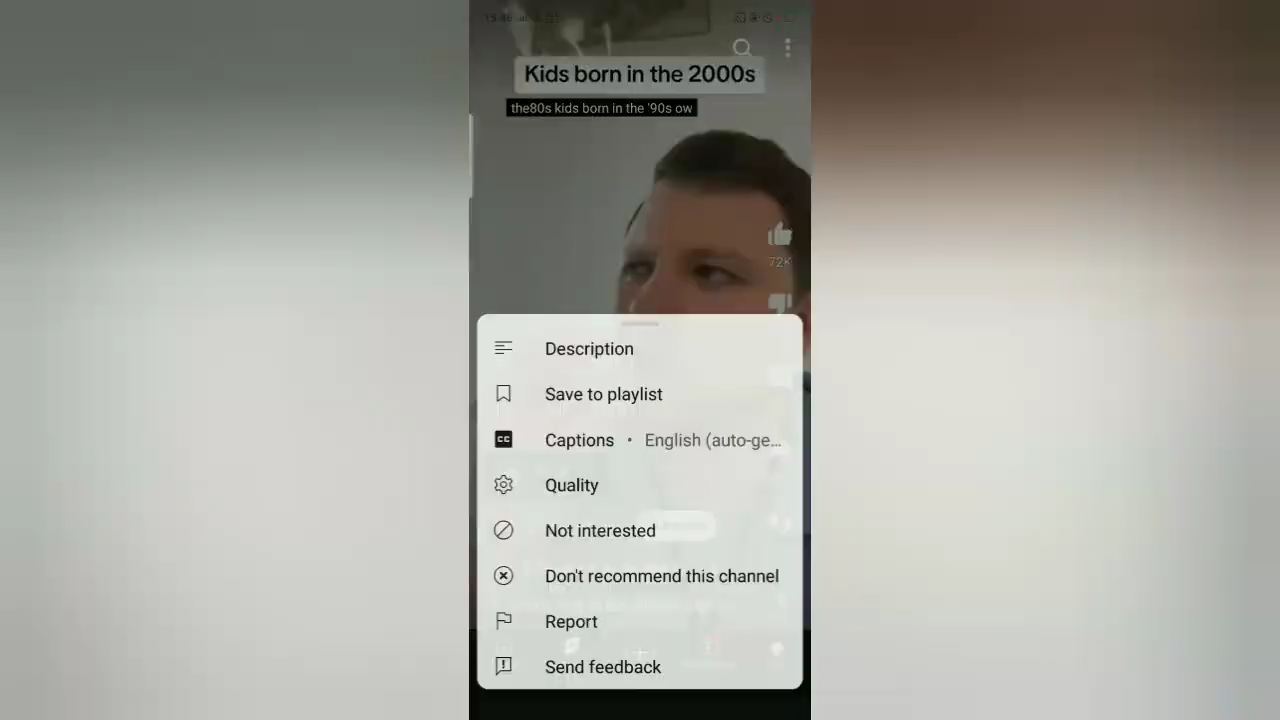 Kids born in the 2000s
the80s kids born in the '90s ow
72K
Description
Save to playlist
Captions • English (auto-ge...
Quality
Not interested
Don't recommend this channel
Report
Send feedback